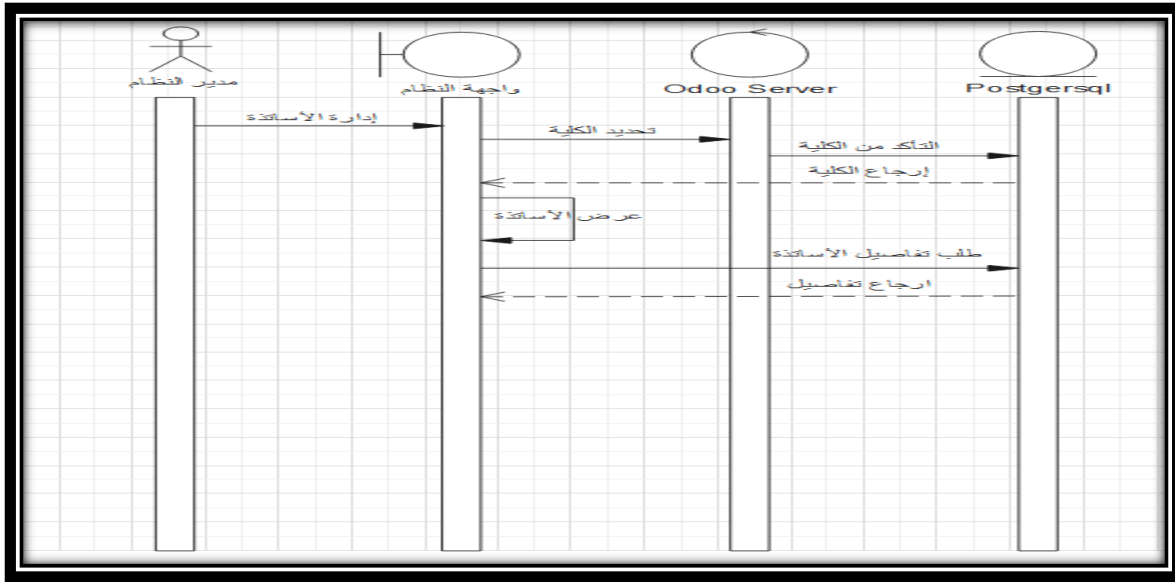 مدير النظام
واجهة النظام
Odoo Server
Postgersql
إدارة الأساتذة
تحديد الكلية
التأكد من الكلية
إرجاع الكلية
عرض الأساتذة
طلب تفاصيل الأساتذة
ارجاع تفاصيل